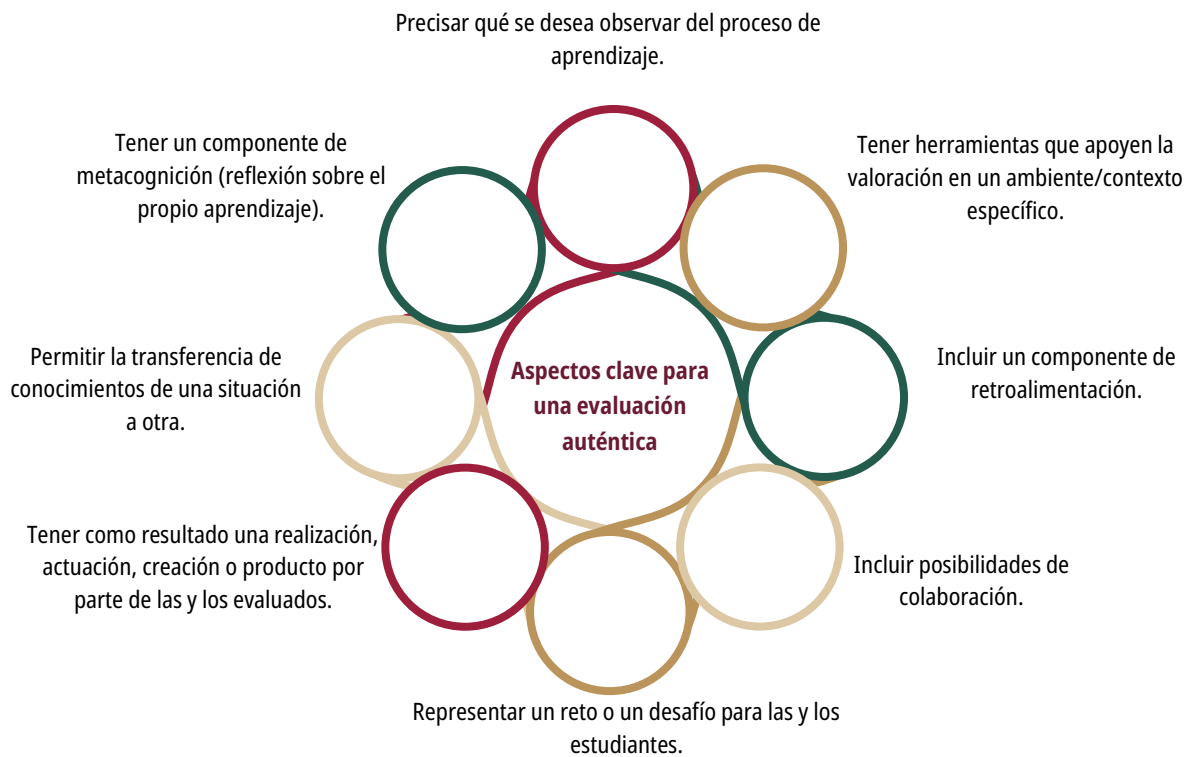 Precisar qué se desea observar del proceso de
aprendizaje.
Tener un componente de
metacognición (reflexión sobre el
propio aprendizaje).
Tener herramientas que apoyen la
valoración en un ambiente/contexto
específico.
Permitir la transferencia de
conocimientos de una situación
a otra.
Aspectos clave para
una evaluación
auténtica
Incluir un componente de
retroalimentación.
Tener como resultado una realización,
actuación, creación o producto por
parte de las y los evaluados.
Incluir posibilidades de
colaboración.
Representar un reto o un desafío para las y los
estudiantes.